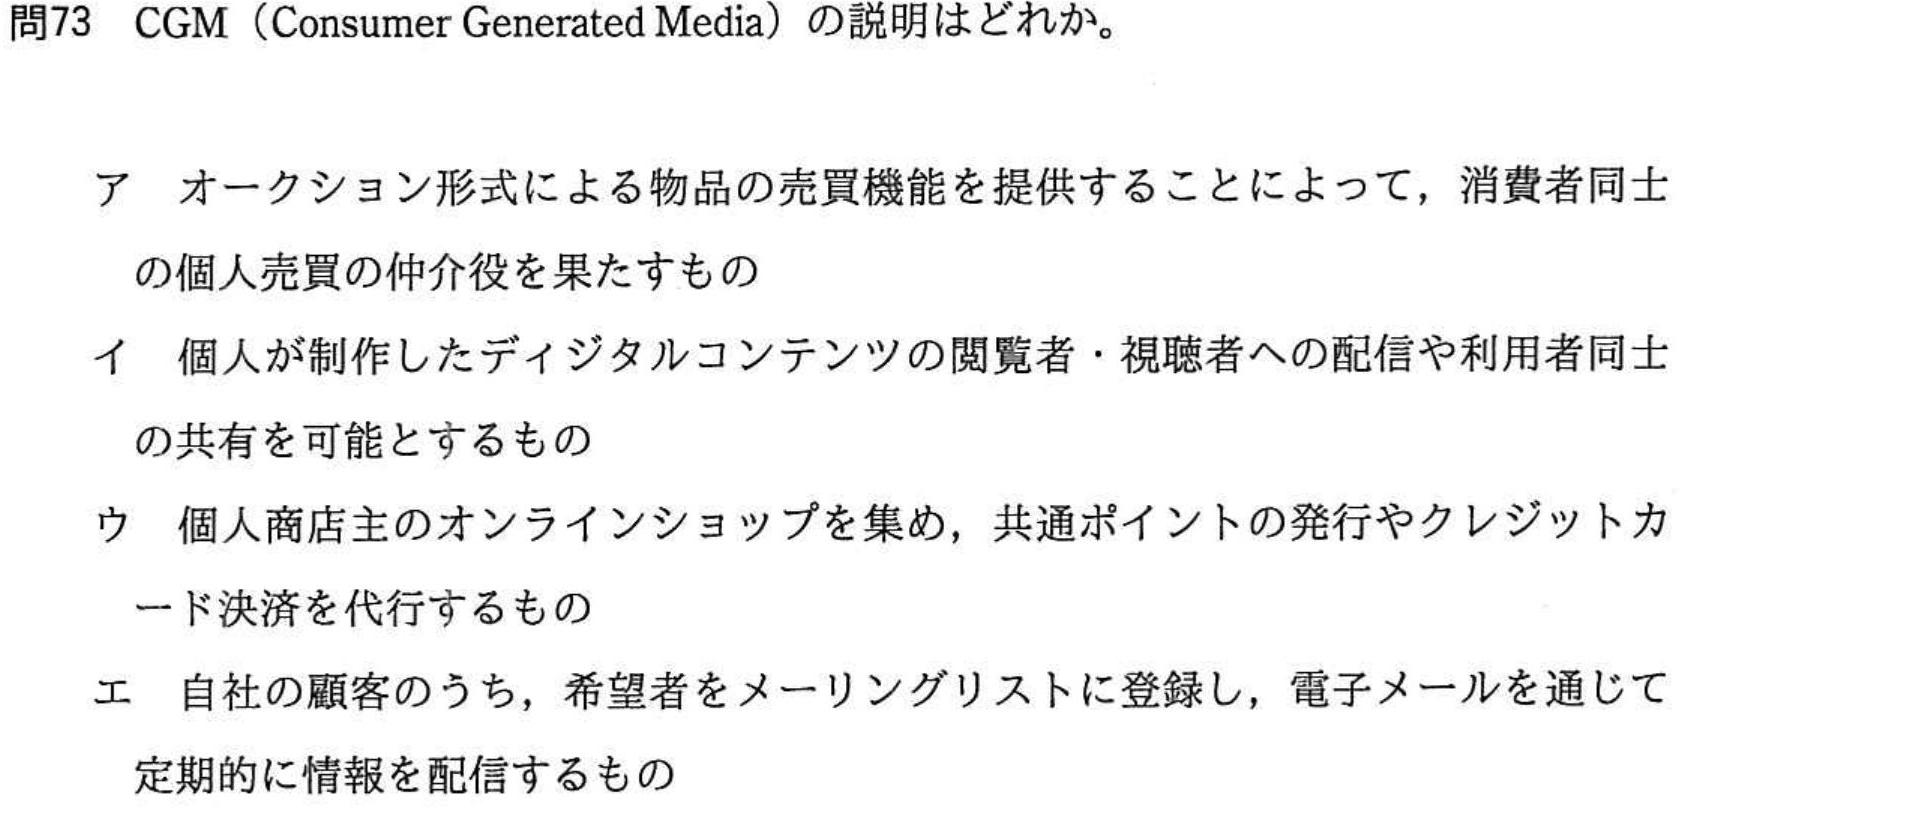 問73 CGM（Consumer Generated Media）の説明はどれか。
ア オークション形式による物品の売買機能を提供することによって，消費者同士
の個人売買の仲介役を果たすもの
イ 個人が制作したディジタルコンテンツの閲覧者・視聴者への配信や利用者同士
の共有を可能とするもの
ウ 個人商店主のオンラインショップを集め，共通ポイントの発行やクレジットカ
ード決済を代行するもの
エ 自社の顧客のうち，希望者をメーリングリストに登録し，電子メールを通じて
定期的に情報を配信するもの